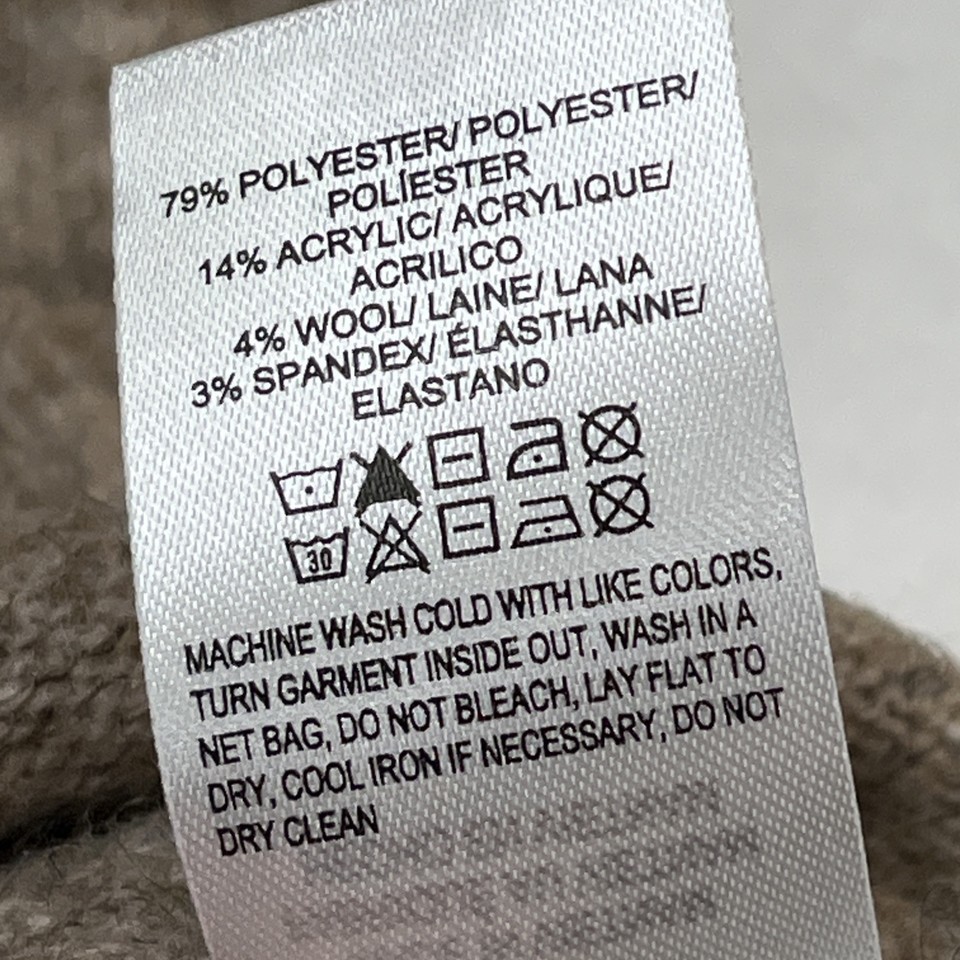 79% POLYESTER/ POLYESTER/
POLIESTER
14% ACRYLIC/ ACRYLIQUE/
ACRILICO
4% WOOL/ LAINE/ LANA
3% SPANDEX/ ÉLASTHANNE/
ELASTANO
30
MACHINE WASH COLD WITH LIKE COLORS,
TURN GARMENT INSIDE OUT, WASH IN A
NET BAG, DO NOT BLEACH, LAY FLAT TO
DRY, COOL IRON IF NECESSARY, DO NOT
DRY CLEAN